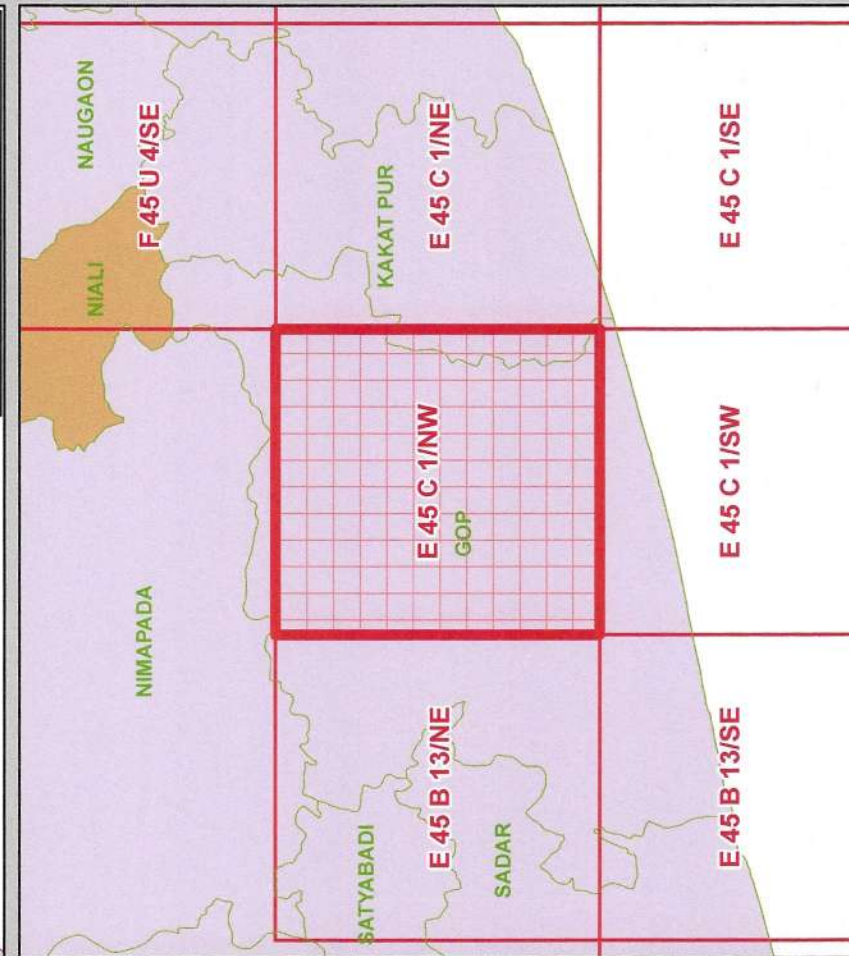 NAUGAON
NIALI
NIMAPADA
F 45 U 4/SE
SATYABADI
KAKAT PUR
E 45 B 13/NE
E 45 C 1/NW
E 45 C 1/NE
GOP
SADAR
E 45 B 13/SE
E 45 C 1/SW
E 45 C 1/SE